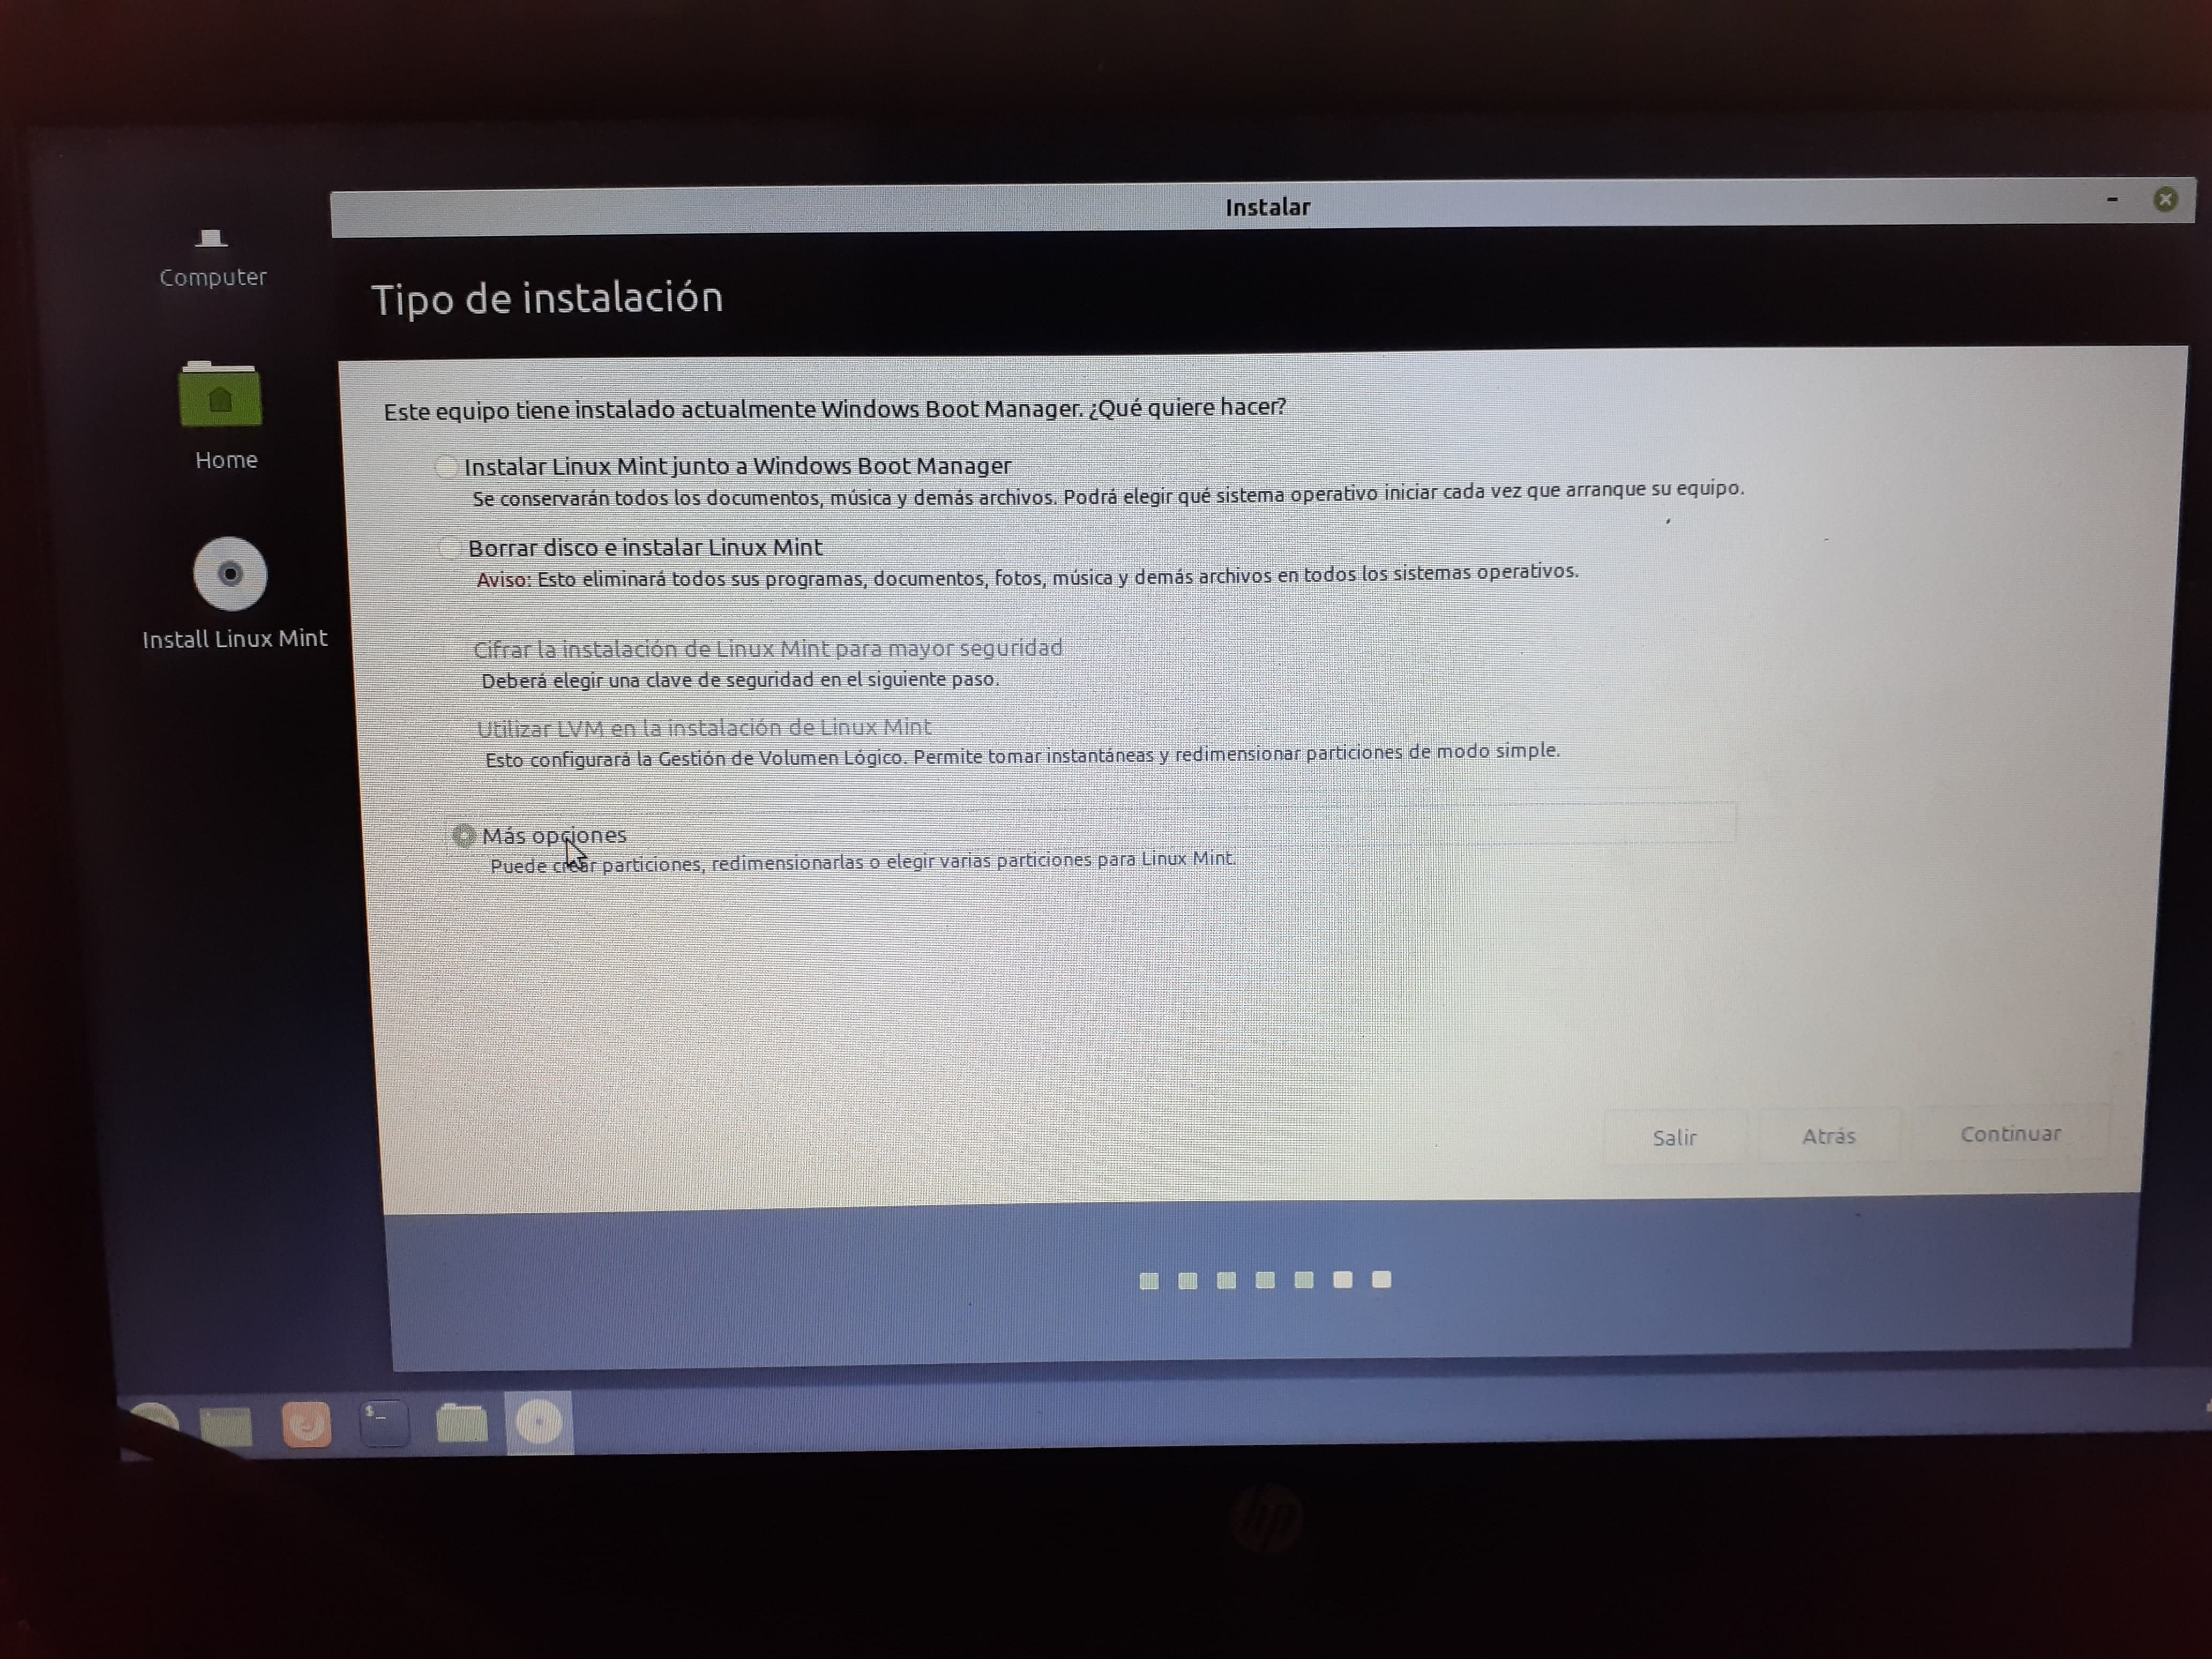 Instalar
Computer
Tipo de instalación
Este equipo tiene instalado actualmente Windows Boot Manager. ¿Qué quiere hacer?
Home
Instalar Linux Mint junto a Windows Boot Manager
Se conservarán todos los documentos, música y demás archivos. Podrá elegir qué sistema operativo iniciar cada vez que arranque su equipo.
Borrar disco e instalar Linux Mint
Aviso: Esto eliminará todos sus programas, documentos, fotos, música y demás archivos en todos los sistemas operativos.
Install Linux Mint
Cifrar la instalación de Linux Mint para mayor seguridad
Deberá elegir una clave de seguridad en el siguiente paso.
Utilizar LVM en la instalación de Linux Mint
Esto configurará la Gestión de Volumen Lógico. Permite tomar instantáneas y redimensionar particiones de modo simple.
Más opciones
Puede crear particiones, redimensionarlas o elegir varias particiones para Linux Mint.
Salir
Atrás
Continuar
$_
hp